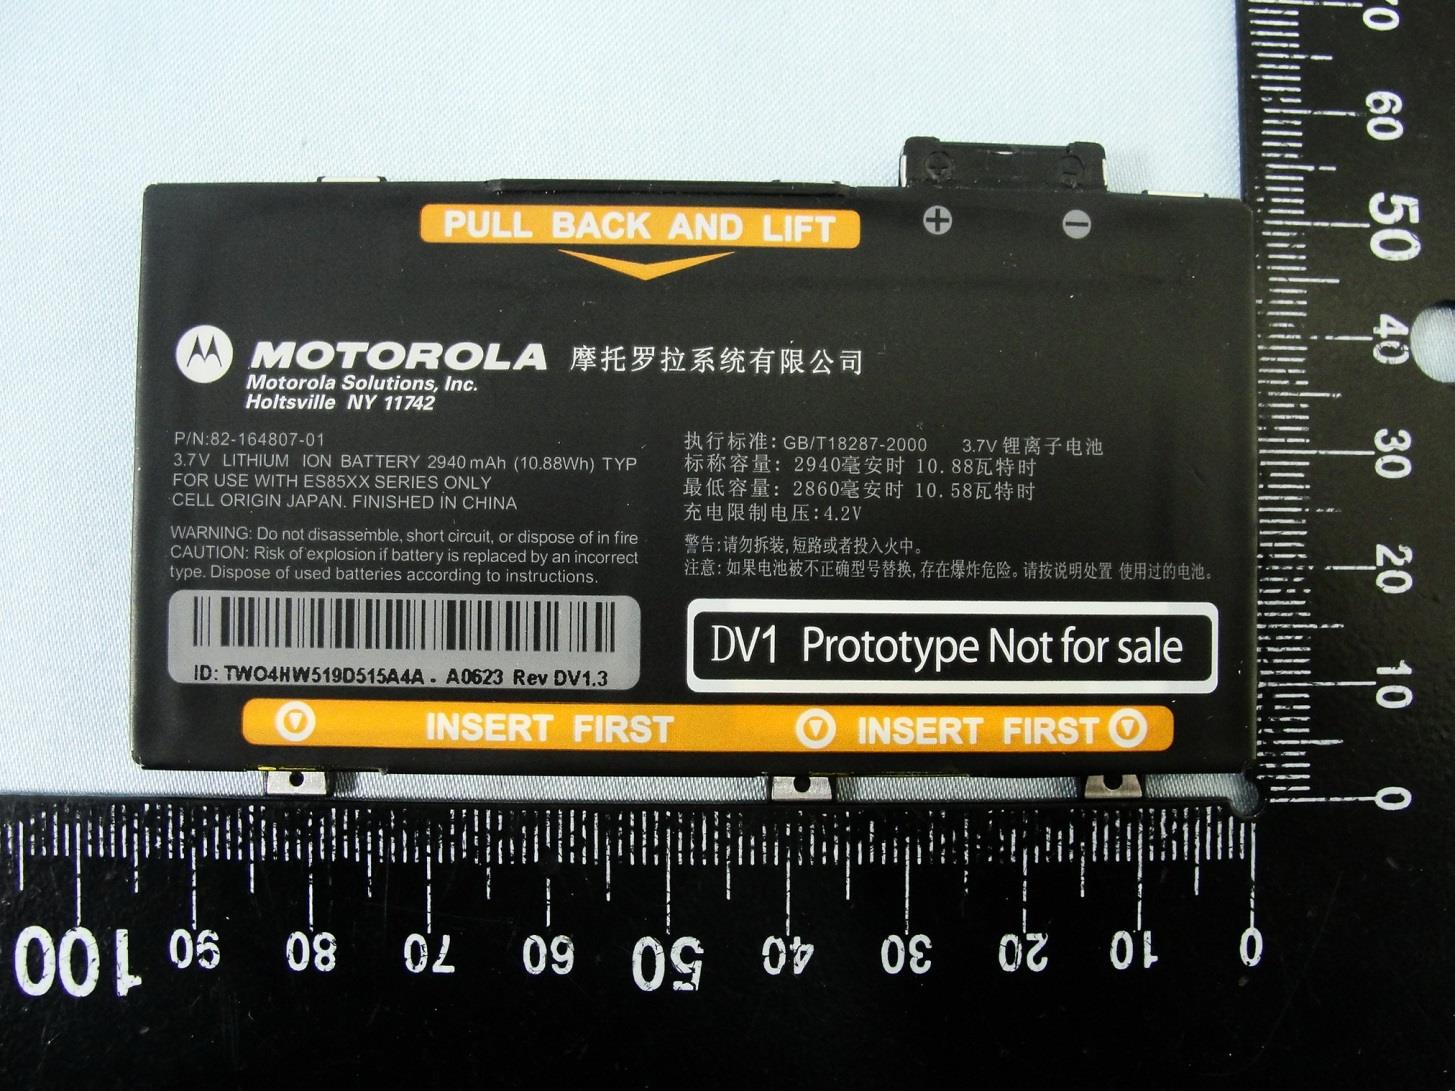 PULL BACK AND LIFT
+ −
MOTOROLA 摩托罗拉系统有限公司
Motorola Solutions, Inc.
Holtsville NY 11742
P/N:82-164807-01
3.7V LITHIUM ION BATTERY 2940 mAh (10.88Wh) TYP
FOR USE WITH ES85XX SERIES ONLY
CELL ORIGIN JAPAN. FINISHED IN CHINA
WARNING: Do not disassemble, short circuit, or dispose of in fire
CAUTION: Risk of explosion if battery is replaced by an incorrect
type. Dispose of used batteries according to instructions.
ID: TWO4HW519D515A4A . A0623 Rev DV1.3
执行标准: GB/T18287-2000 3.7V 锂离子电池
标称容量: 2940毫安时 10.88瓦特时
最低容量: 2860毫安时 10.58瓦特时
充电限制电压:4.2V
警告:请勿拆装,短路或者投入火中。
注意: 如果电池被不正确型号替换,存在爆炸危险。请按说明处置 使用过的电池。
DV1 Prototype Not for sale
INSERT FIRST INSERT FIRST
70
60
50
40
30
20
10
0
100 90 80 70 60 50 40 30 20 10 0